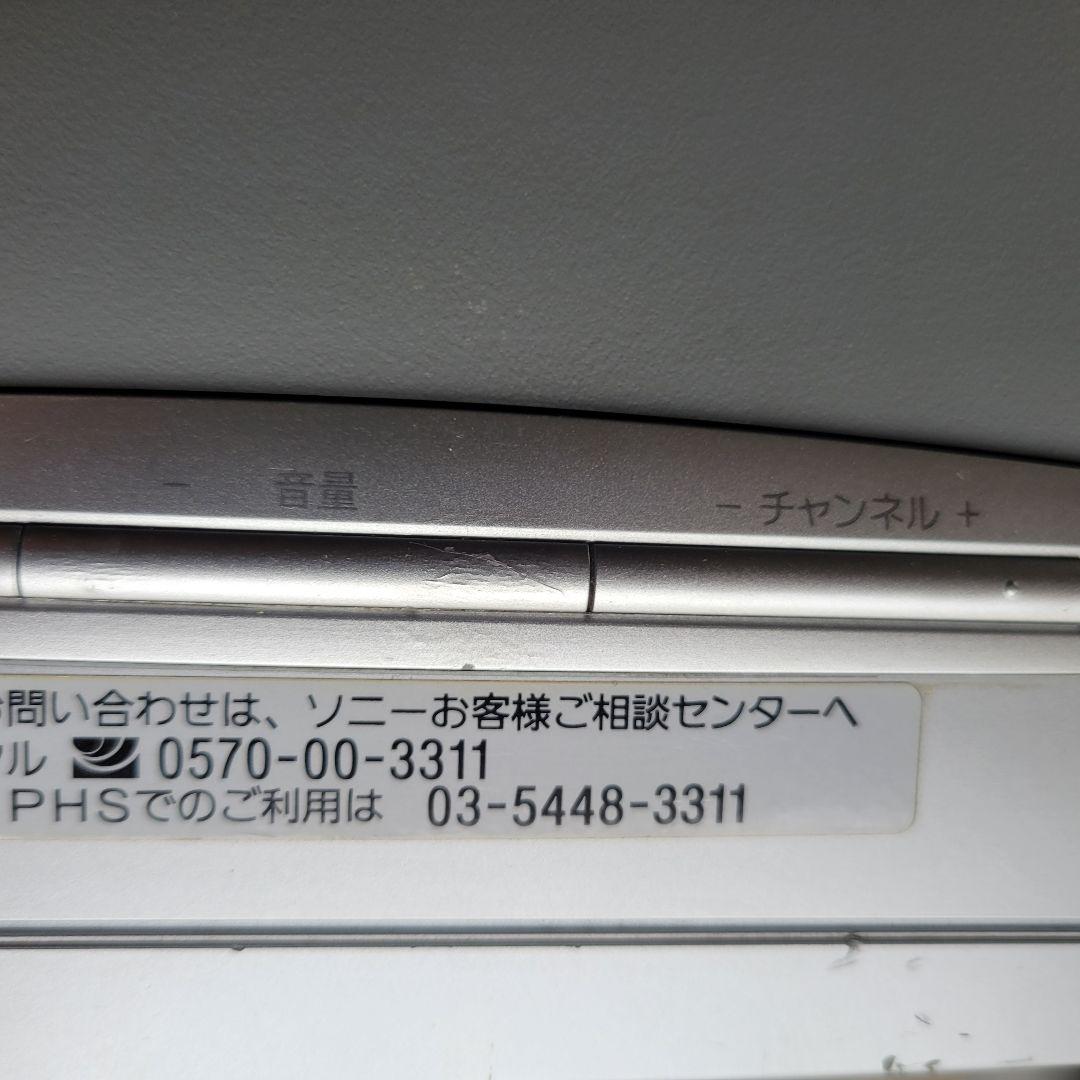 − 音量
− チャンネル +
お問い合わせは、ソニーお客様ご相談センターへ
ル 0570-00-3311
PHSでのご利用は 03-5448-3311